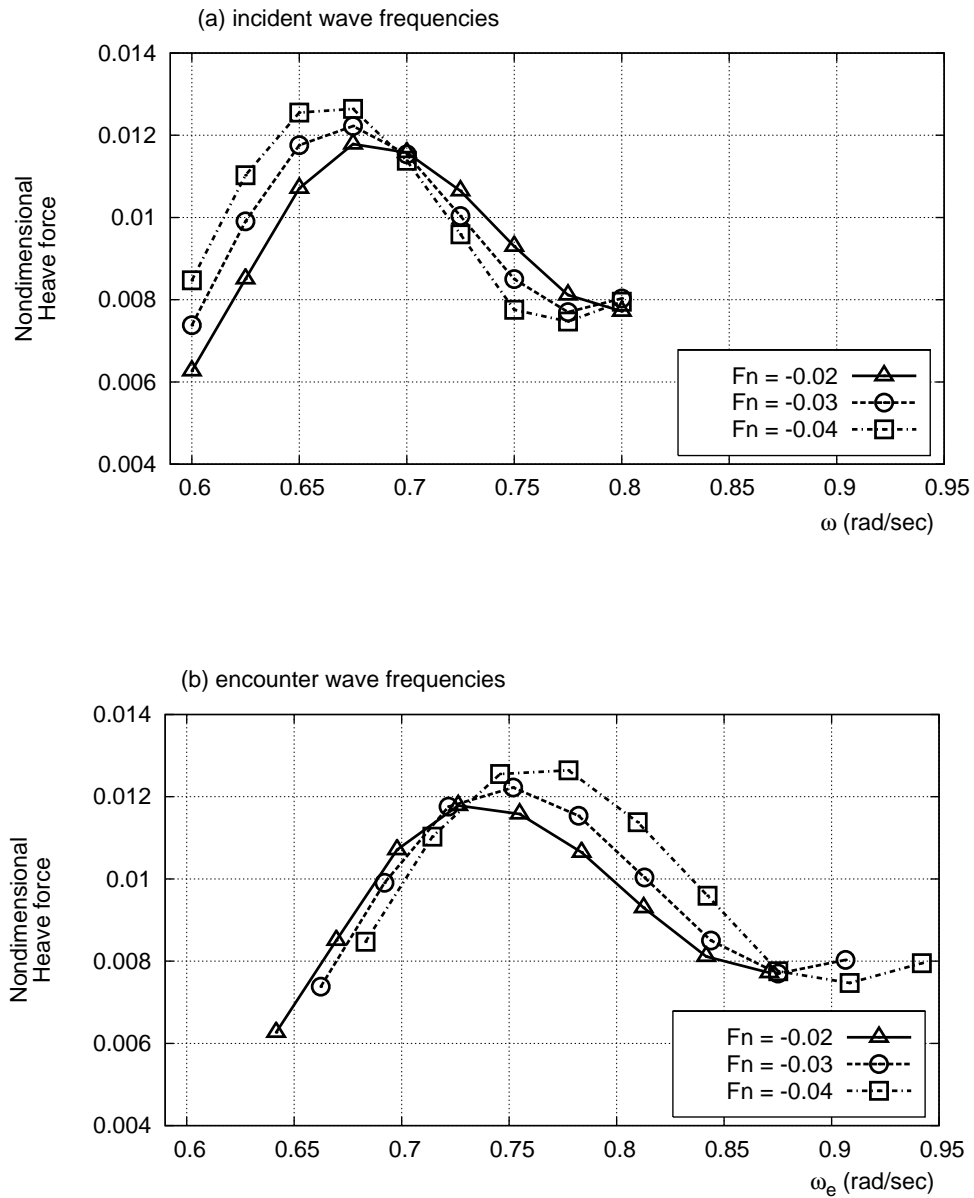 (a) incident wave frequencies
0.014
0.012
0.01
0.008
0.006
0.004
Nondimensional
Heave force
Fn = -0.02
Fn = -0.03
Fn = -0.04
0.6 0.65 0.7 0.75 0.8 0.85 0.9 0.95
ω (rad/sec)
(b) encounter wave frequencies
0.014
0.012
0.01
0.008
0.006
0.004
Nondimensional
Heave force
Fn = -0.02
Fn = -0.03
Fn = -0.04
0.6 0.65 0.7 0.75 0.8 0.85 0.9 0.95
ωe (rad/sec)